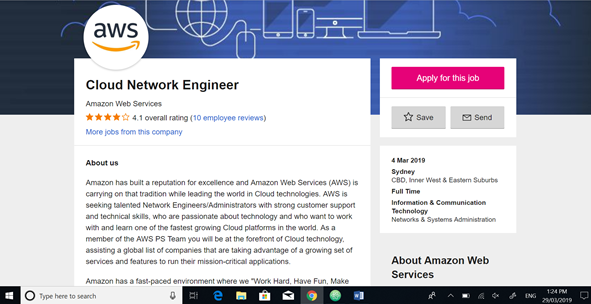 aws
Cloud Network Engineer
Amazon Web Services
4.1 overall rating (10 employee reviews)
More jobs from this company
About us
Amazon has built a reputation for excellence and Amazon Web Services (AWS) is
carrying on that tradition while leading the world in Cloud technologies. AWS is
seeking talented Network Engineers/Administrators with strong customer support
and technical skills, who are passionate about technology and who want to work
with and learn one of the fastest growing Cloud platforms in the world. As a
member of the AWS PS Team you will be at the forefront of Cloud technology,
assisting a global list of companies that are taking advantage of a growing set of
services and features to run their mission-critical applications.
Amazon has a fast-paced environment where we "Work Hard, Have Fun, Make
Apply for this job
Save
Send
4 Mar 2019
Sydney
CBD, Inner West & Eastern Suburbs
Full Time
Information & Communication
Technology
Networks & Systems Administration
About Amazon Web
Services
Type here to search
ENG
1:24 PM
29/03/2019